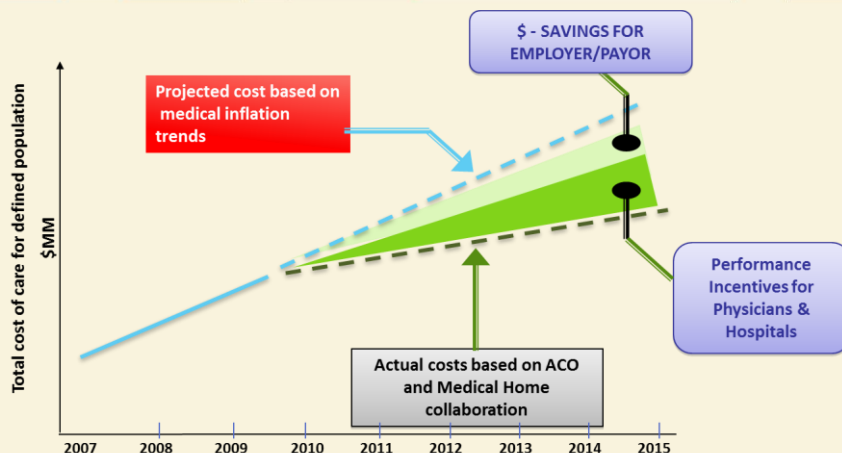 $ - SAVINGS FOR
EMPLOYER/PAYOR
Projected cost based on
medical inflation
trends
Total cost of care for defined population
$MM
Performance
Incentives for
Physicians &
Hospitals
Actual costs based on ACO
and Medical Home
collaboration
2007 2008 2009 2010 2011 2012 2013 2014 2015